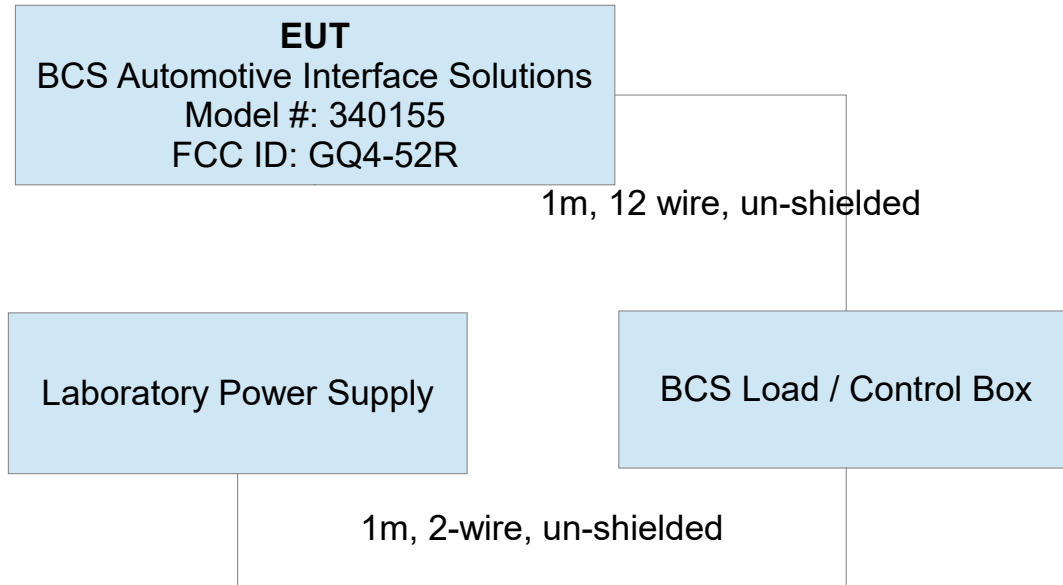 EUT
BCS Automotive Interface Solutions
Model #: 340155
FCC ID: GQ4-52R
1m, 12 wire, un-shielded
Laboratory Power Supply
BCS Load / Control Box
1m, 2-wire, un-shielded